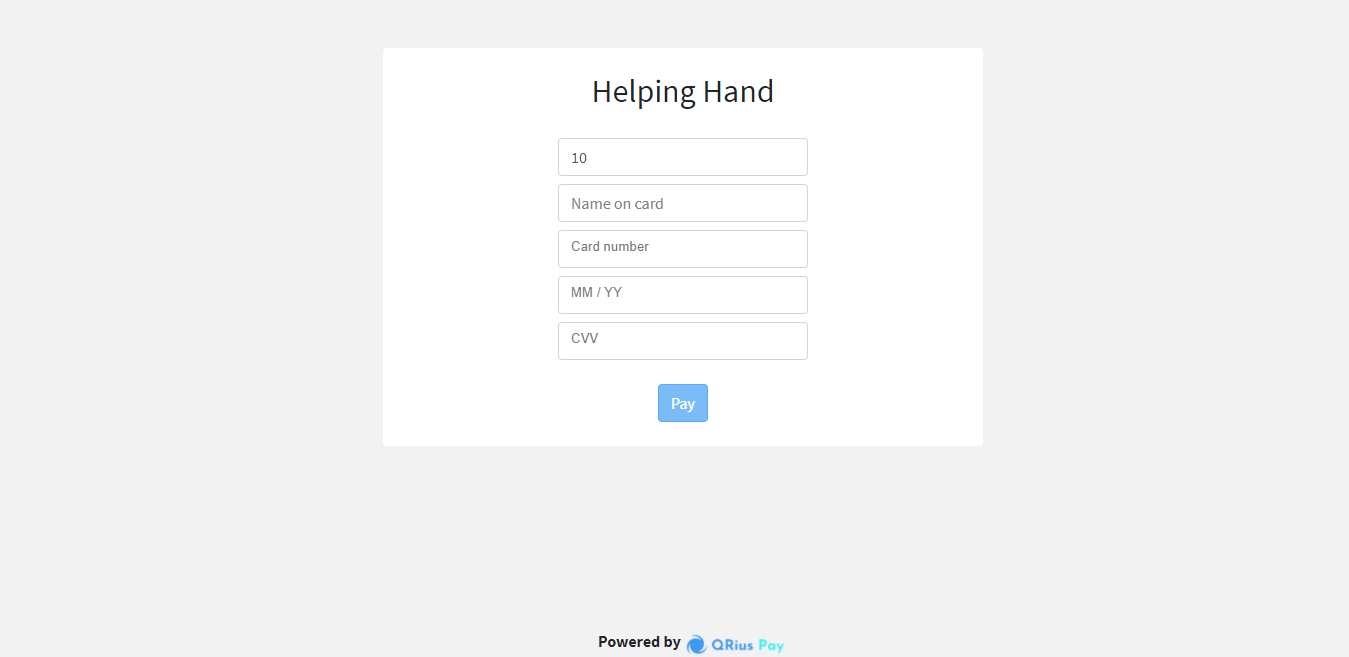 Helping Hand
10
Name on card
Card number
MM / YY
CVV
Pay
Powered by QRius Pay